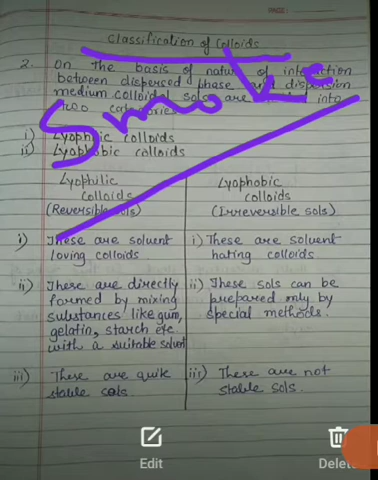 PAGE:
Classification of Colloids
2. On the basis of nature of interaction
between dispersed phase and dispersion
medium colloidal sols are into
two categories
Smoke
i) Lyophilic colloids
ii) Lyophobic colloids
Lyophilic
colloids
(Reversible sols)
Lyophobic
colloids
(Irreversible sols)
i) These are solvent
loving colloids
i) These are solvent
hating colloids
ii) These are directly
formed by mixing
substances like gum,
gelatin, starch etc
with a suitable solvent
ii) These sols can be
prepared only by
special methods.
iii) These are quik
stable sols.
iii) These are not
stable sols.
Edit
Delete